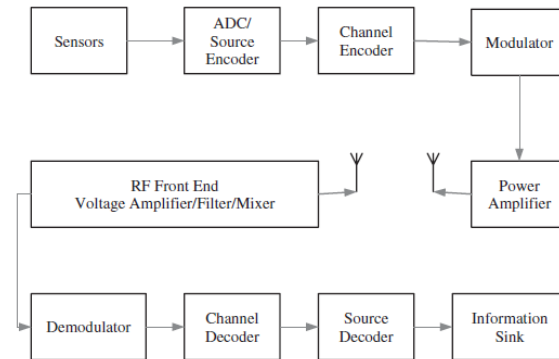 Sensors
ADC/
Source
Encoder
Channel
Encoder
Modulator
RF Front End
Voltage Amplifier/Filter/Mixer
Power
Amplifier
Demodulator
Channel
Decoder
Source
Decoder
Information
Sink